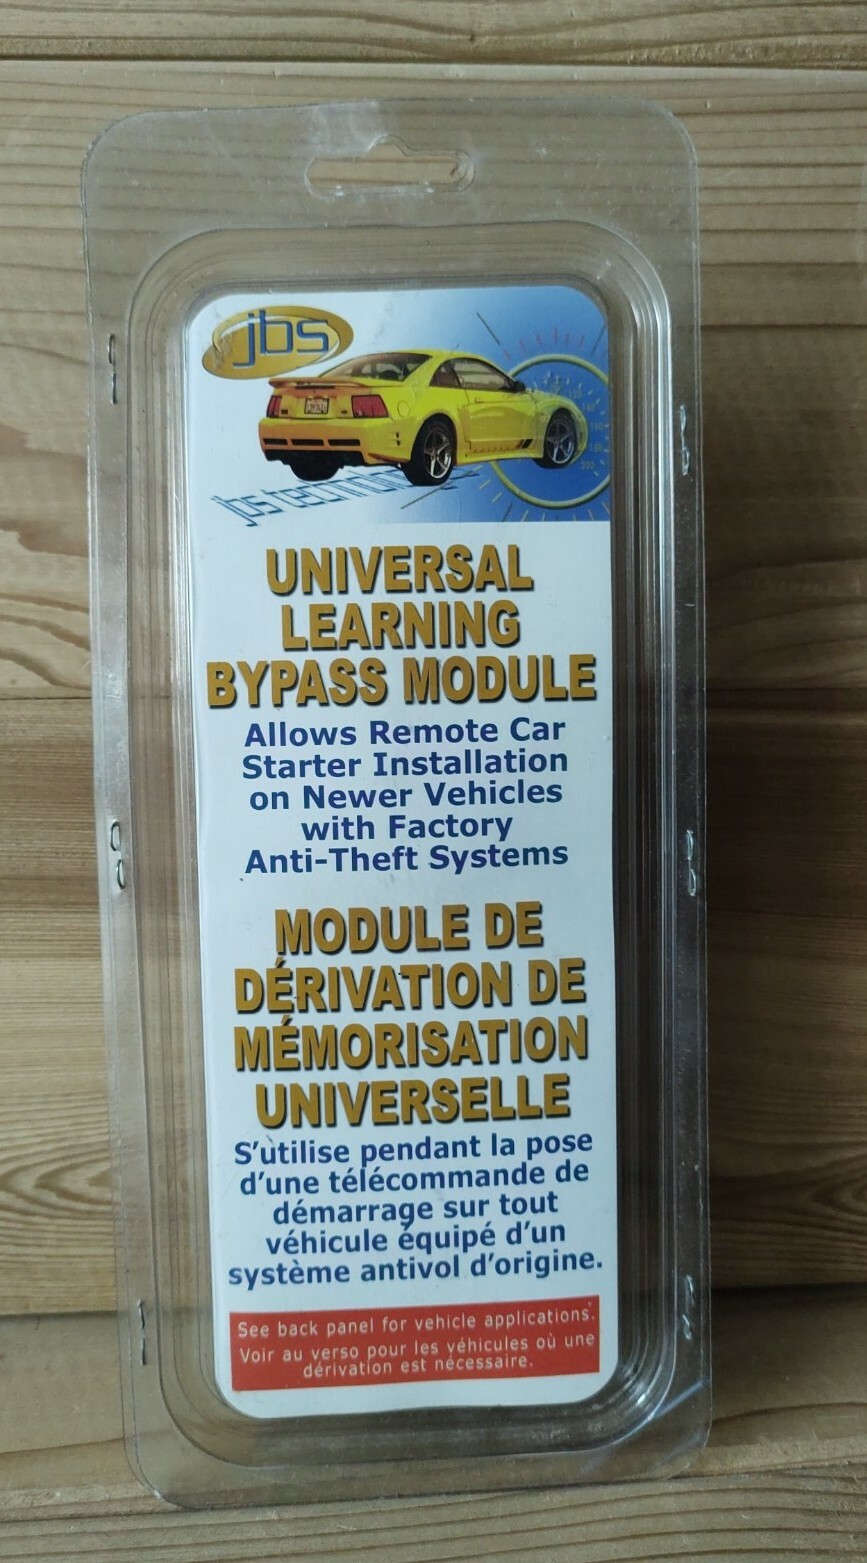 jbs
UNIVERSAL
LEARNING
BYPASS MODULE
Allows Remote Car
Starter Installation
on Newer Vehicles
with Factory
Anti-Theft Systems
MODULE DE
DÉRIVATION DE
MÉMORISATION
UNIVERSELLE
S'utilise pendant la pose
d'une télécommande de
démarrage sur tout
véhicule équipé d'un
système antivol d'origine.
See back panel for vehicle applications.
Voir au verso pour les véhicules où une
dérivation est nécessaire.